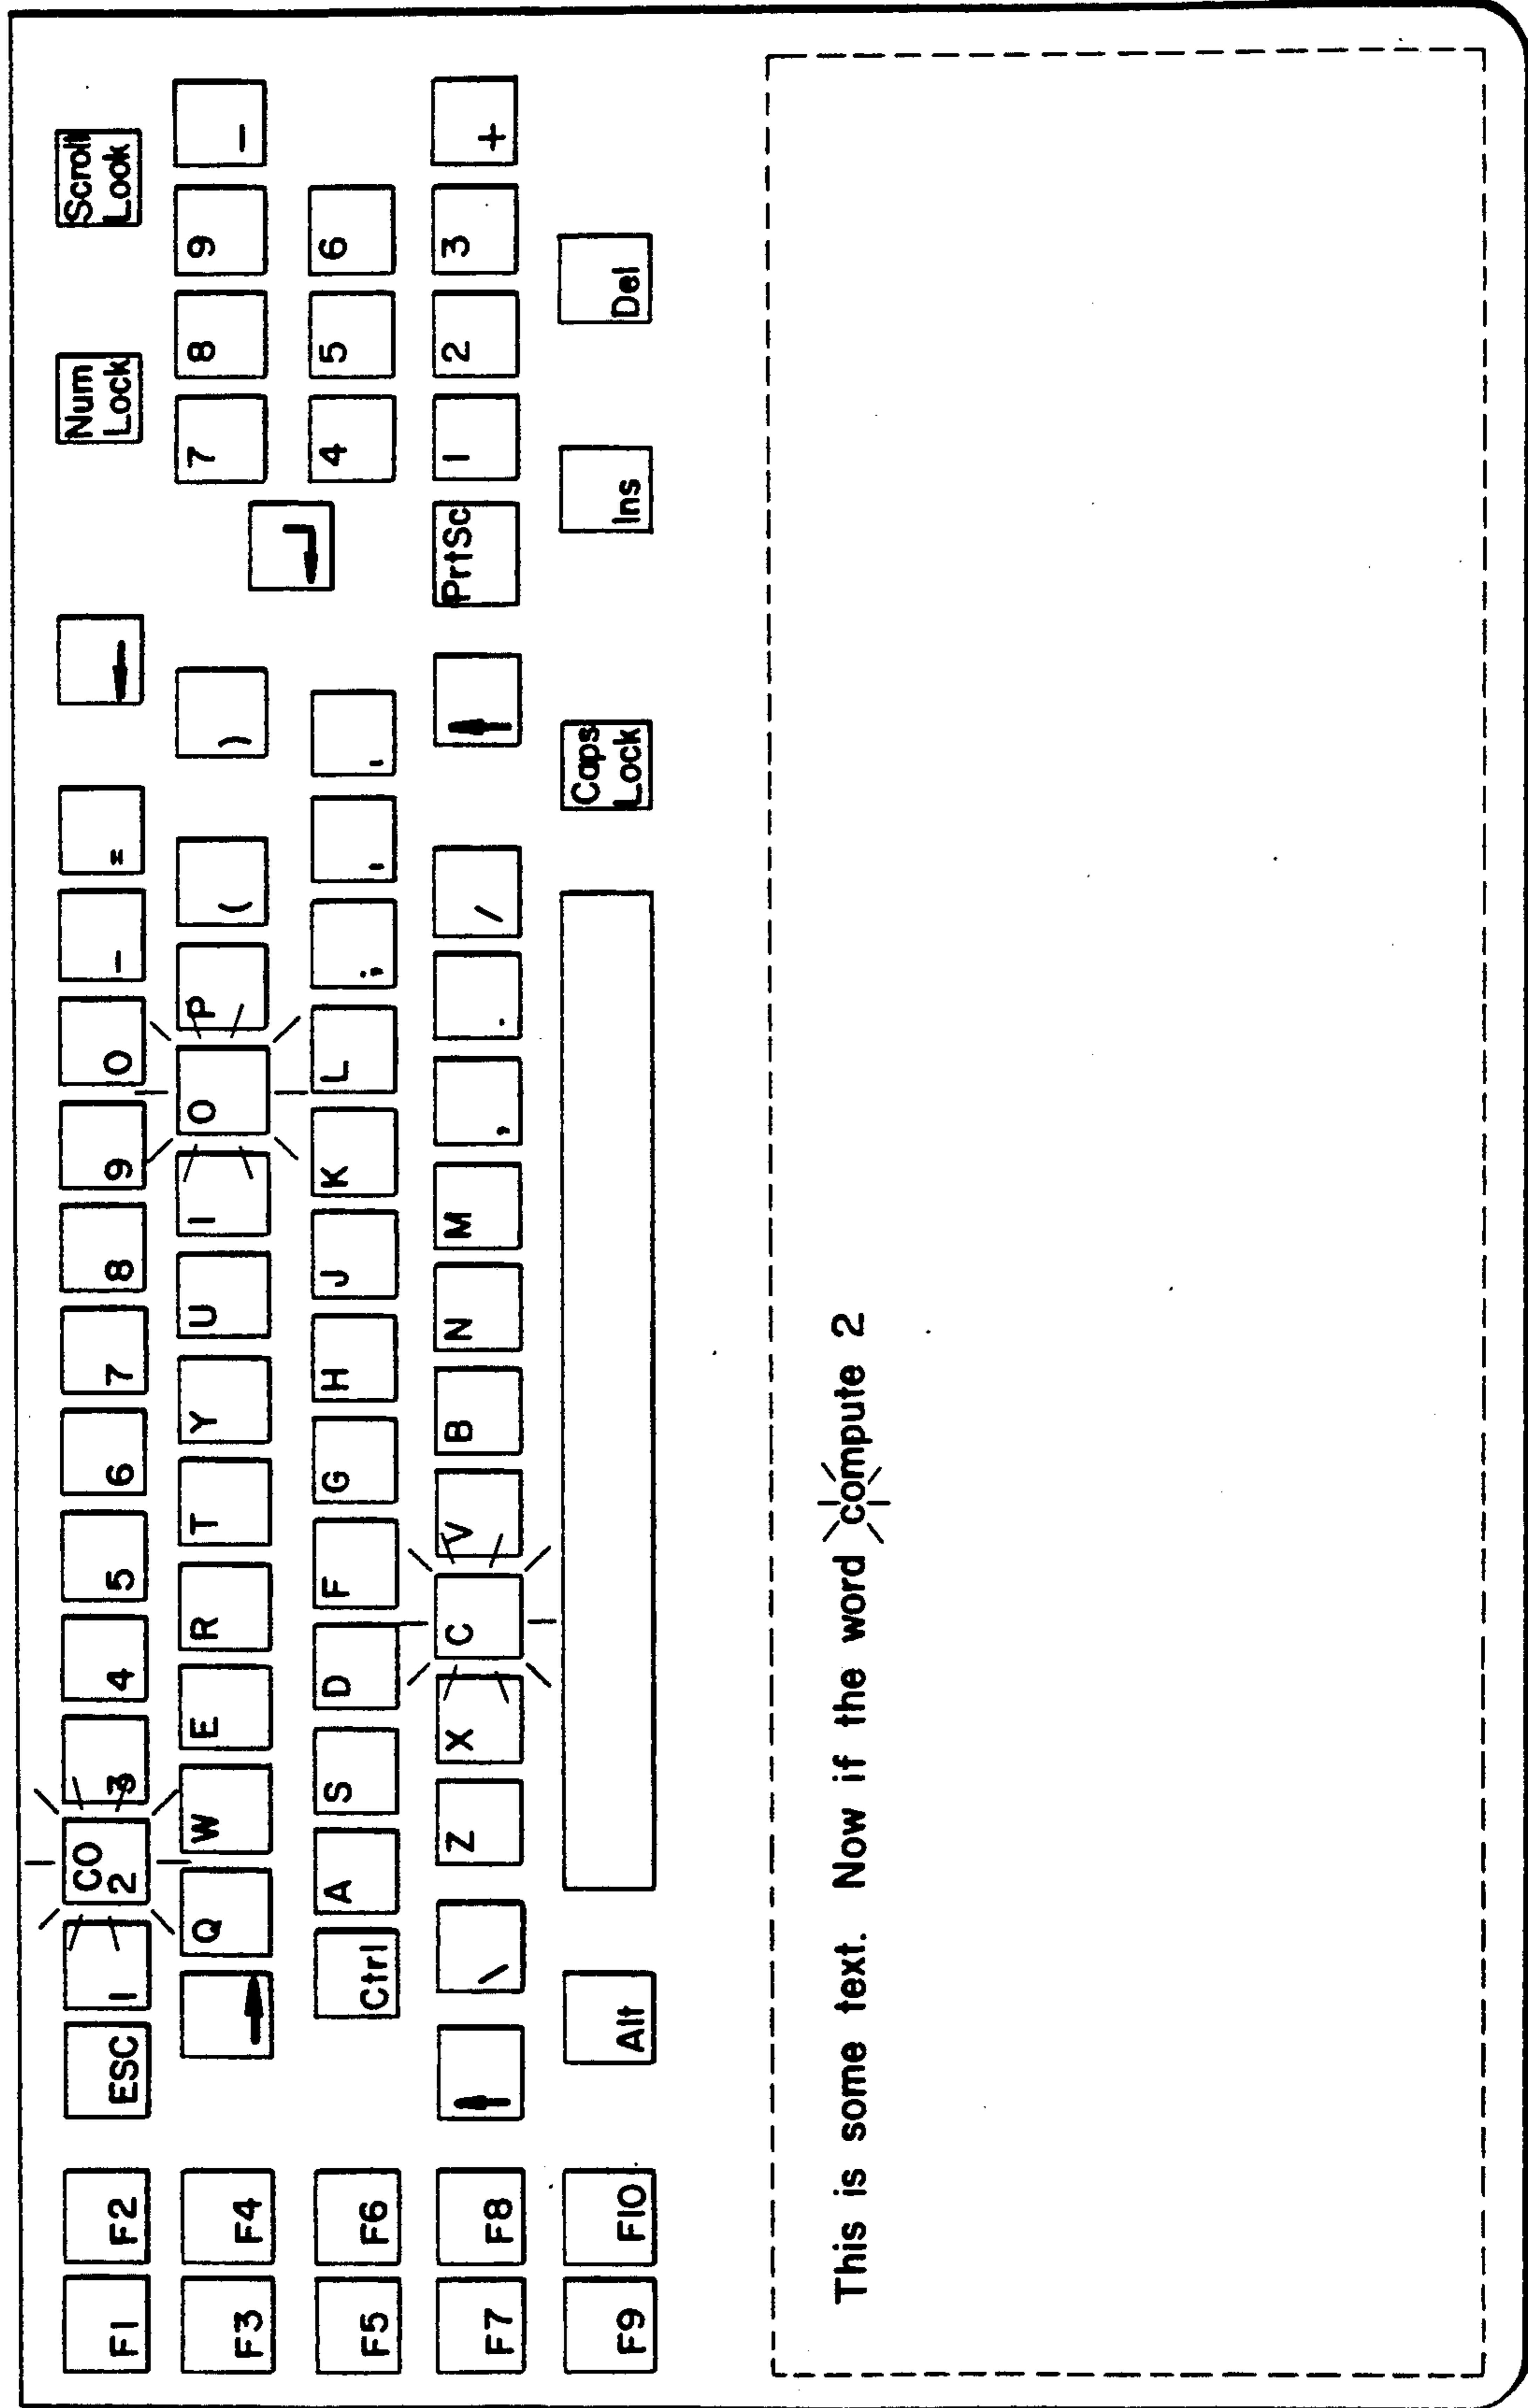 F1 F2 ESC 1 CO 2 3 4 5 6 7 8 9 0 - = Num Lock Scroll Look
F3 F4 Q W E R T Y U I O P ( ) 7 8 9 -
F5 F6 Ctrl A S D F G H J K L ; ' ' 4 5 6
F7 F8 \ Z X C V B N M , . / PrtSc 1 2 3 +
F9 F10 Alt Caps Lock Ins Del
This is some text. Now if the word compute 2